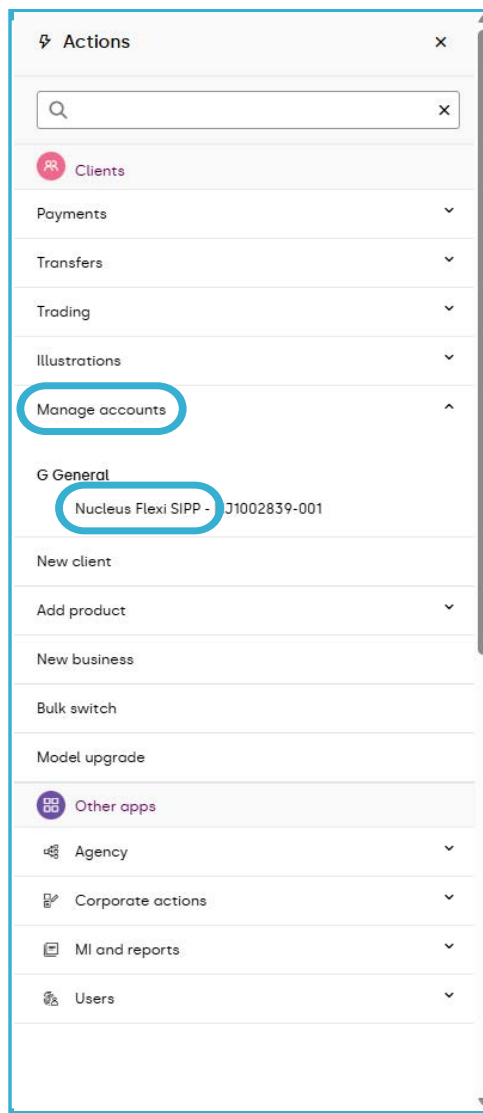 Actions
Clients
Payments
Transfers
Trading
Illustrations
Manage accounts
G General
Nucleus Flexi SIPP - J1002839-001
New client
Add product
New business
Bulk switch
Model upgrade
Other apps
Agency
Corporate actions
MI and reports
Users